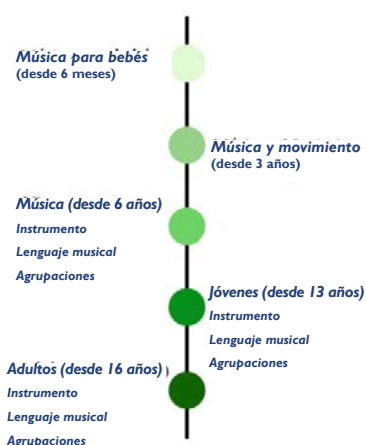 Música para bebés
(desde 6 meses)
Música y movimiento
(desde 3 años)
Música (desde 6 años)
Instrumento
Lenguaje musical
Agrupaciones
Jóvenes (desde 13 años)
Instrumento
Lenguaje musical
Agrupaciones
Adultos (desde 16 años)
Instrumento
Lenguaje musical
Agrupaciones